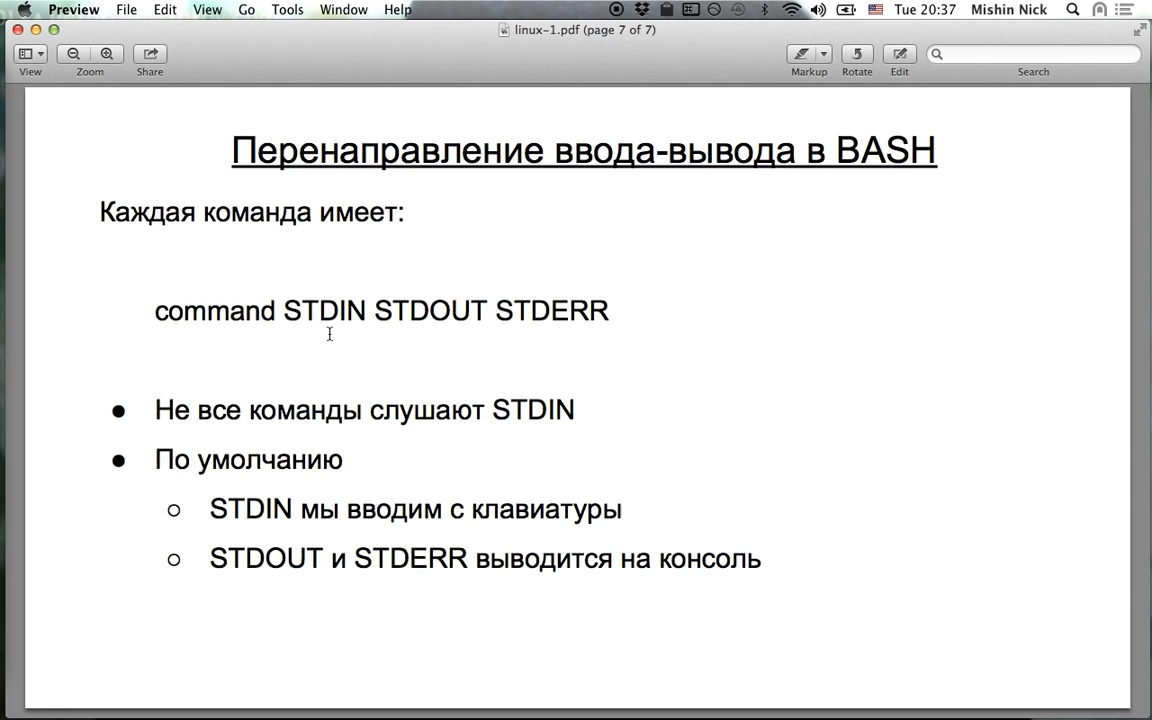 Preview File Edit View Go Tools Window Help Tue 20:37 Mishin Nick
linux-1.pdf (page 7 of 7)
View Zoom Share Markup Rotate Edit Search
Перенаправление ввода-вывода в BASH
Каждая команда имеет:
command STDIN STDOUT STDERR
● Не все команды слушают STDIN
● По умолчанию
○ STDIN мы вводим с клавиатуры
○ STDOUT и STDERR выводится на консоль